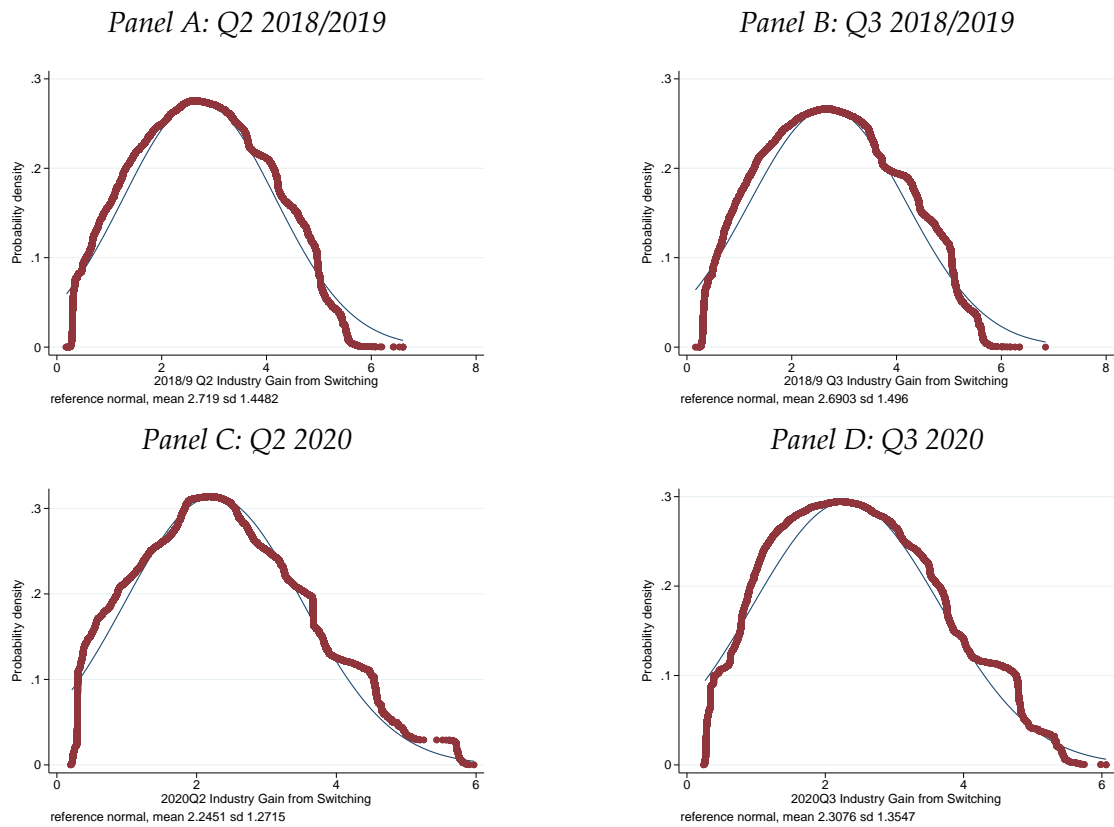 Panel A: Q2 2018/2019
Panel B: Q3 2018/2019
.3
.2
.1
0
Probability density
0 2 4 6 8
2018/9 Q2 Industry Gain from Switching
reference normal, mean 2.719 sd 1.4482
.3
.2
.1
0
Probability density
0 2 4 6 8
2018/9 Q3 Industry Gain from Switching
reference normal, mean 2.6903 sd 1.496
Panel C: Q2 2020
Panel D: Q3 2020
.3
.2
.1
0
Probability density
0 2 4 6
2020Q2 Industry Gain from Switching
reference normal, mean 2.2451 sd 1.2715
.3
.2
.1
0
Probability density
0 2 4 6
2020Q3 Industry Gain from Switching
reference normal, mean 2.3076 sd 1.3547